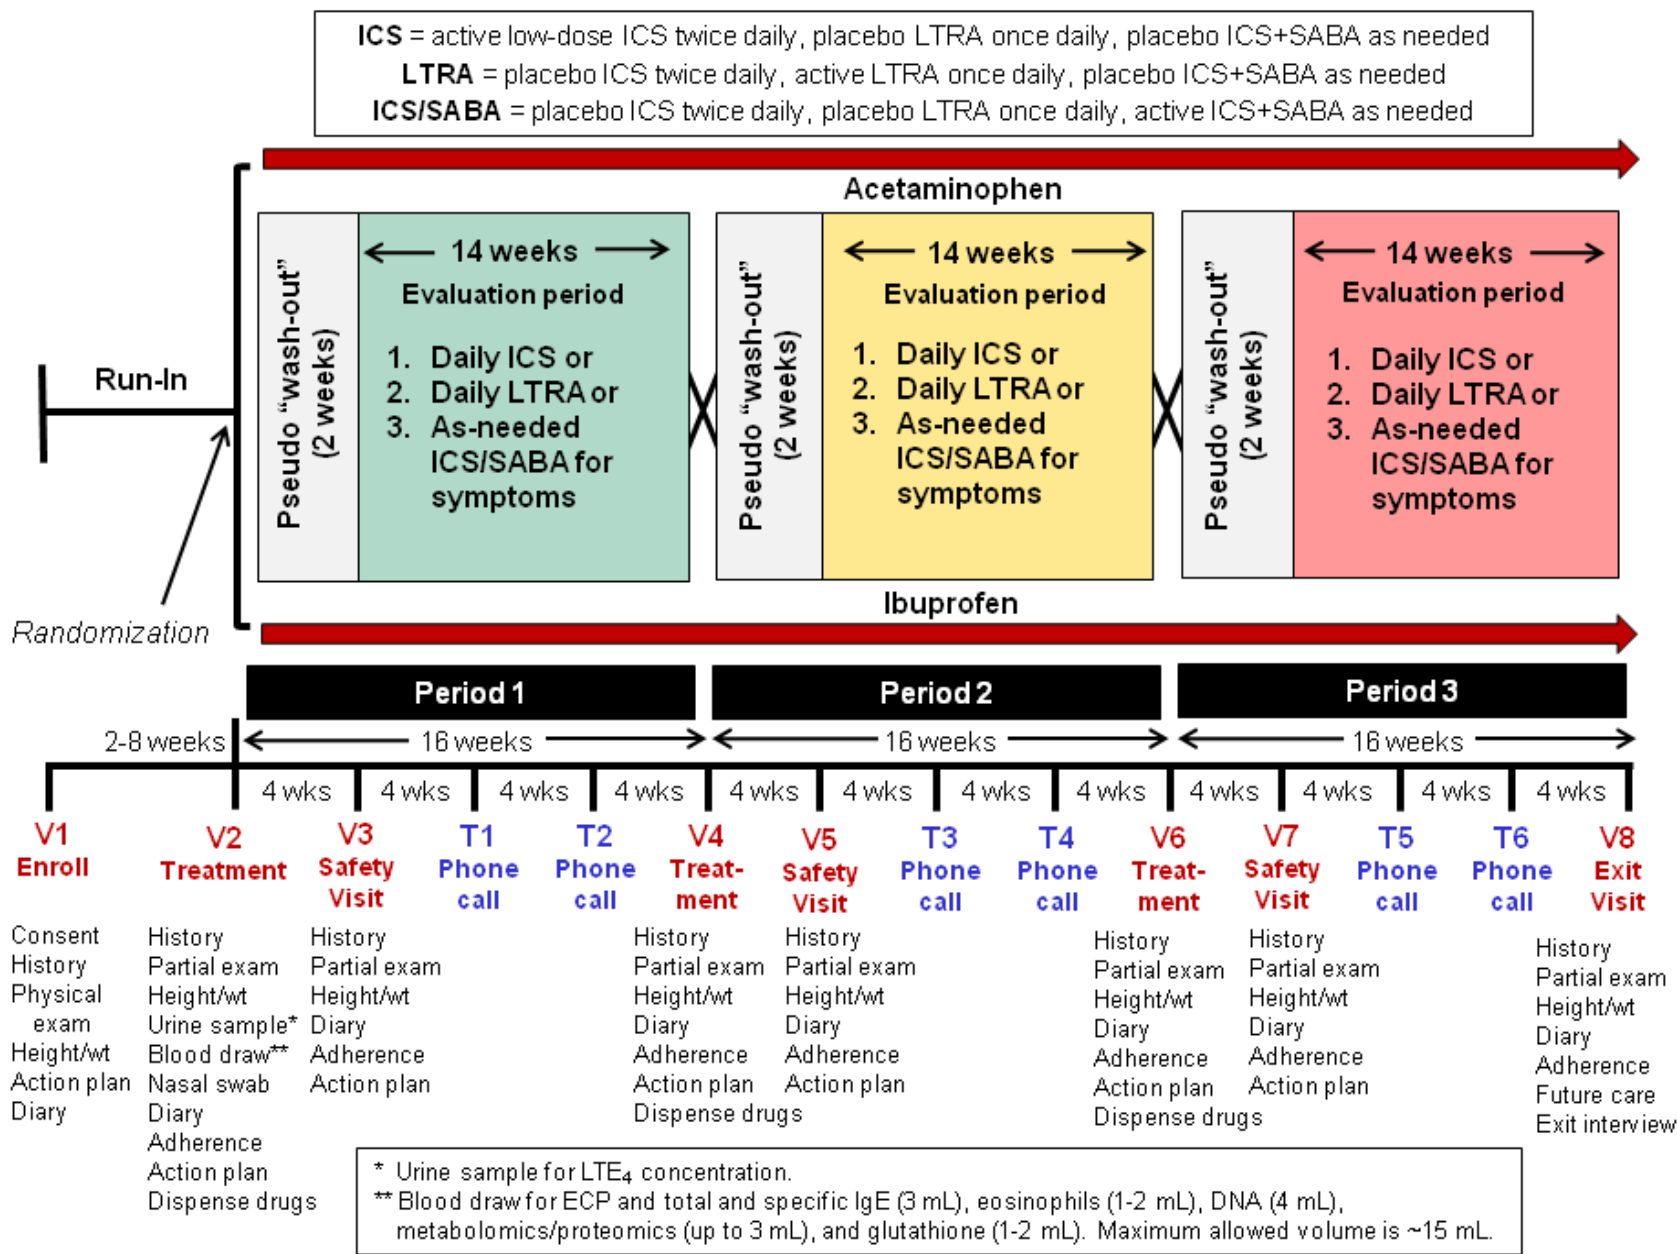 ICS = active low-dose ICS twice daily, placebo LTRA once daily, placebo ICS+SABA as needed
LTRA = placebo ICS twice daily, active LTRA once daily, placebo ICS+SABA as needed
ICS/SABA = placebo ICS twice daily, placebo LTRA once daily, active ICS+SABA as needed
Acetaminophen
Run-In
Randomization
Pseudo “wash-out”
(2 weeks)
14 weeks
Evaluation period
1. Daily ICS or
2. Daily LTRA or
3. As-needed
ICS/SABA for
symptoms
Pseudo “wash-out”
(2 weeks)
14 weeks
Evaluation period
1. Daily ICS or
2. Daily LTRA or
3. As-needed
ICS/SABA for
symptoms
Pseudo “wash-out”
(2 weeks)
14 weeks
Evaluation period
1. Daily ICS or
2. Daily LTRA or
3. As-needed
ICS/SABA for
symptoms
Ibuprofen
Period 1
Period 2
Period 3
2-8 weeks
16 weeks
16 weeks
16 weeks
4 wks
4 wks
4 wks
4 wks
4 wks
4 wks
4 wks
4 wks
4 wks
4 wks
4 wks
4 wks
V1
Enroll
Consent
History
Physical
exam
Height/wt
Action plan
Diary
V2
Treatment
History
Partial exam
Height/wt
Urine sample*
Blood draw**
Nasal swab
Diary
Adherence
Action plan
Dispense drugs
V3
Safety
Visit
History
Partial exam
Height/wt
Diary
Adherence
Action plan
T1
Phone
call
T2
Phone
call
V4
Treat-
ment
History
Partial exam
Height/wt
Diary
Adherence
Action plan
Dispense drugs
V5
Safety
Visit
History
Partial exam
Height/wt
Diary
Adherence
Action plan
T3
Phone
call
T4
Phone
call
V6
Treat-
ment
History
Partial exam
Height/wt
Diary
Adherence
Action plan
Dispense drugs
V7
Safety
Visit
History
Partial exam
Height/wt
Diary
Adherence
Action plan
T5
Phone
call
T6
Phone
call
V8
Exit
Visit
History
Partial exam
Height/wt
Diary
Adherence
Future care
Exit interview
* Urine sample for LTE₄ concentration.
** Blood draw for ECP and total and specific IgE (3 mL), eosinophils (1-2 mL), DNA (4 mL),
metabolomics/proteomics (up to 3 mL), and glutathione (1-2 mL). Maximum allowed volume is ~15 mL.